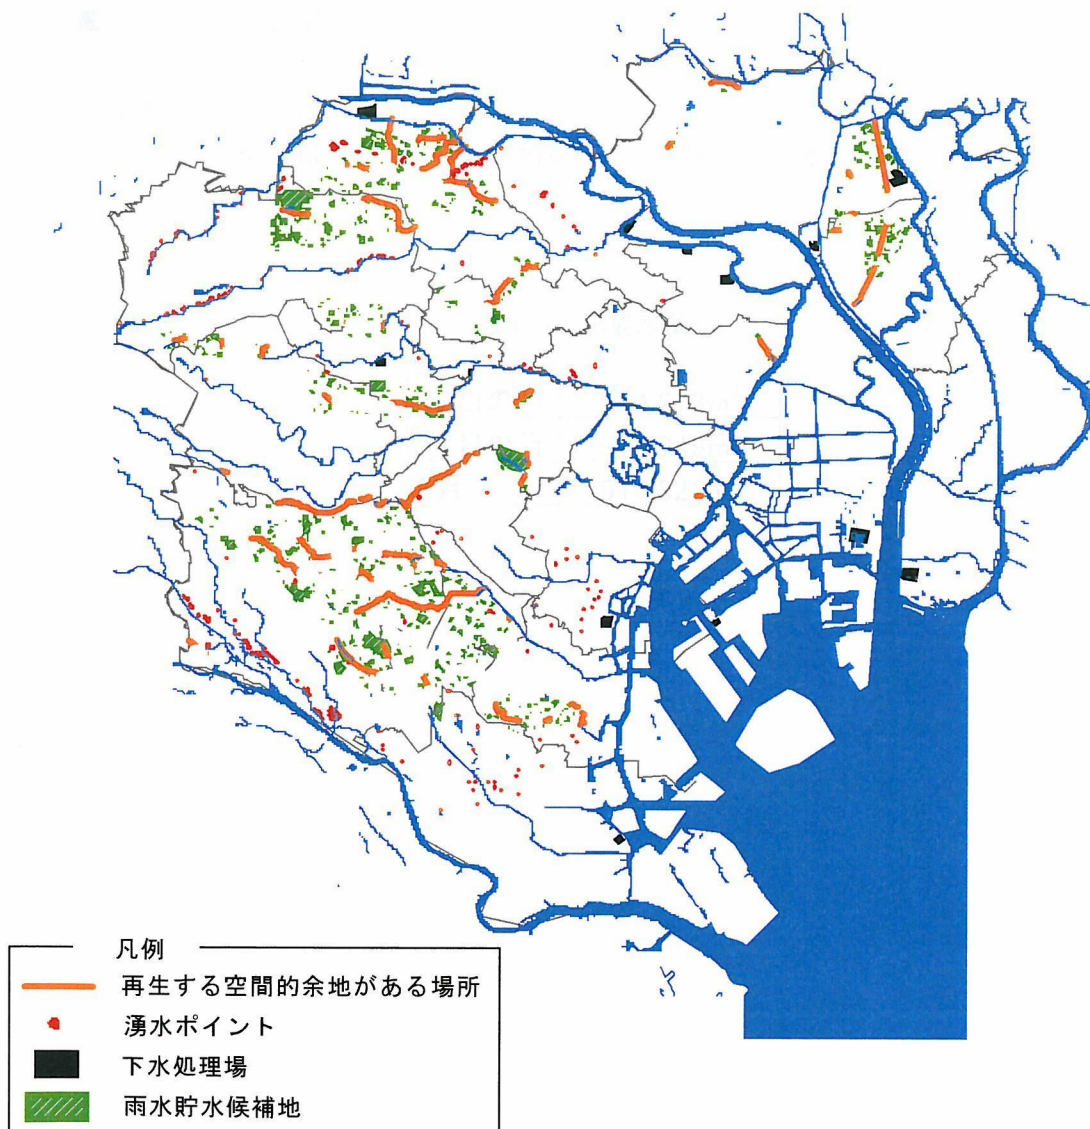 凡例
再生する空間的余地がある場所
湧水ポイント
下水処理場
雨水貯水候補地